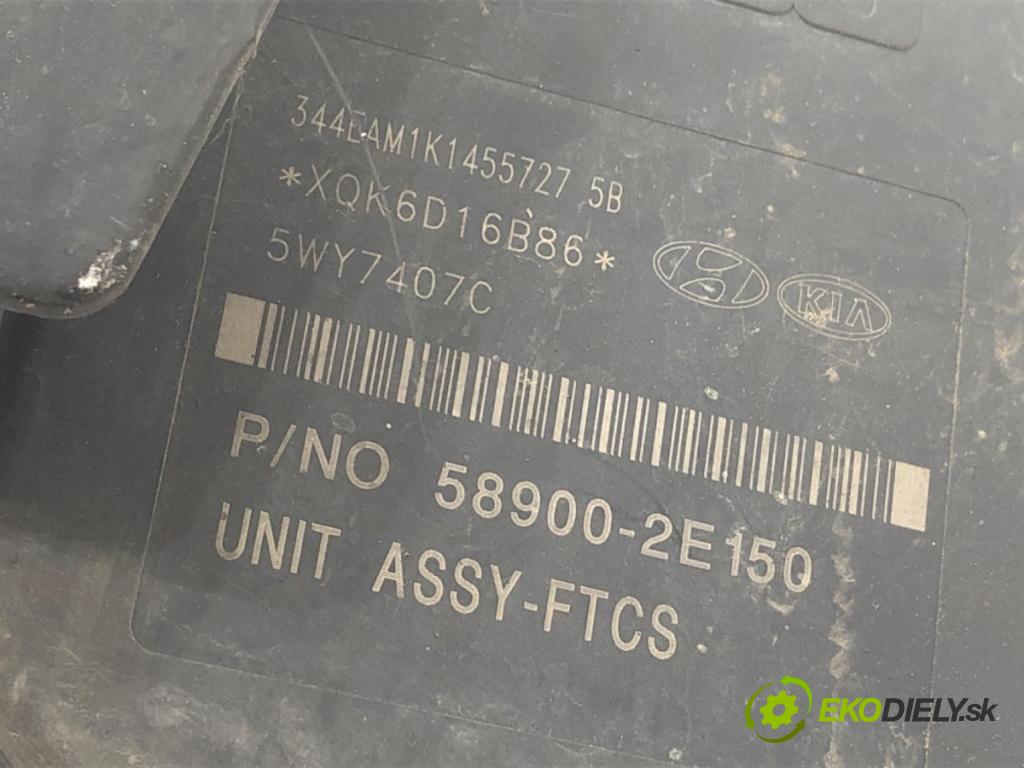 344EAM1K1455727 5B
*XQK6D16B86*
5WY7407C
KIA
P/NO 58900-2E150
UNIT ASSY-FTCS
EKODIELY.sk